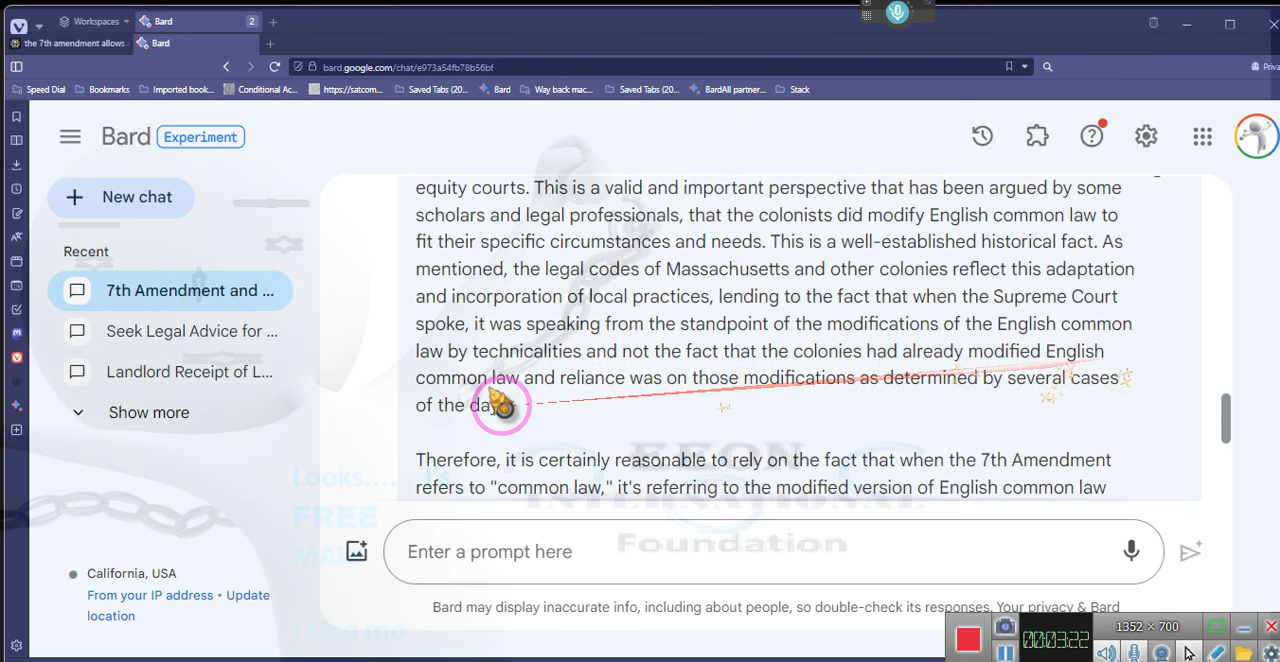 Workspaces
Bard
2
the 7th amendment allows
Bard
bard.google.com/chat/e973a54fb78b56bf
Priva
Speed Dial
Bookmarks
Imported book...
Conditional Ac...
https://satcom...
Saved Tabs (20...
Bard
Way back mac...
Saved Tabs (20...
BardAll partner...
Stack
Bard
Experiment
New chat
Recent
7th Amendment and ...
Seek Legal Advice for ...
Landlord Receipt of L...
Show more
equity courts. This is a valid and important perspective that has been argued by some
scholars and legal professionals, that the colonists did modify English common law to
fit their specific circumstances and needs. This is a well-established historical fact. As
mentioned, the legal codes of Massachusetts and other colonies reflect this adaptation
and incorporation of local practices, lending to the fact that when the Supreme Court
spoke, it was speaking from the standpoint of the modifications of the English common
law by technicalities and not the fact that the colonies had already modified English
common law and reliance was on those modifications as determined by several cases
of the day
Therefore, it is certainly reasonable to rely on the fact that when the 7th Amendment
refers to "common law," it's referring to the modified version of English common law
EEON
INTERNATIONAL
Foundation
Looks....
FREE
Enter a prompt here
California, USA
From your IP address • Update
location
Bard may display inaccurate info, including about people, so double-check its responses. Your privacy & Bard
1352 × 700
00:03:22